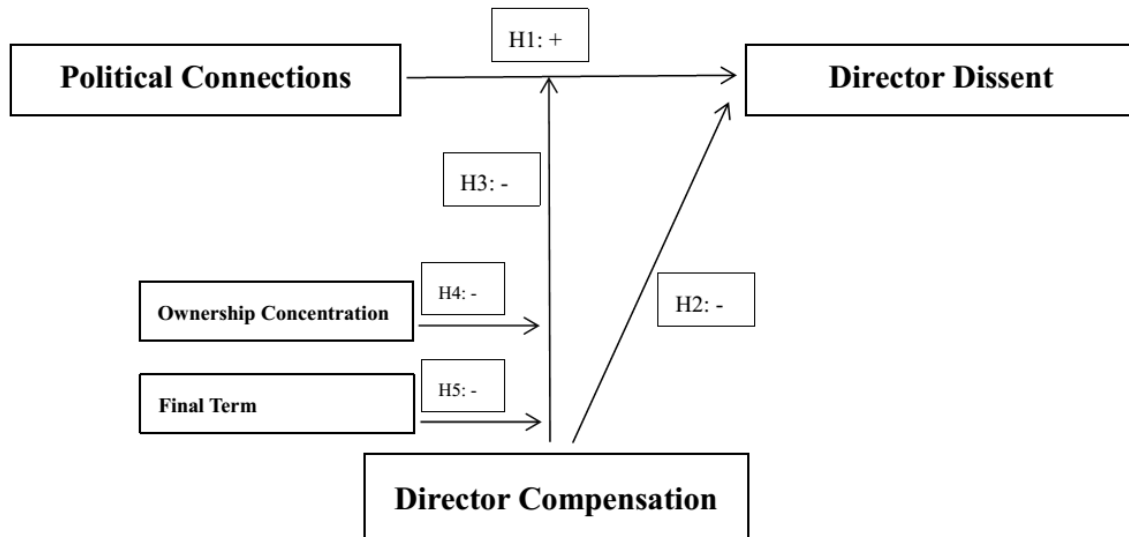 H1: +
Political Connections
Director Dissent
H3: -
H4: -
Ownership Concentration
H2: -
H5: -
Final Term
Director Compensation